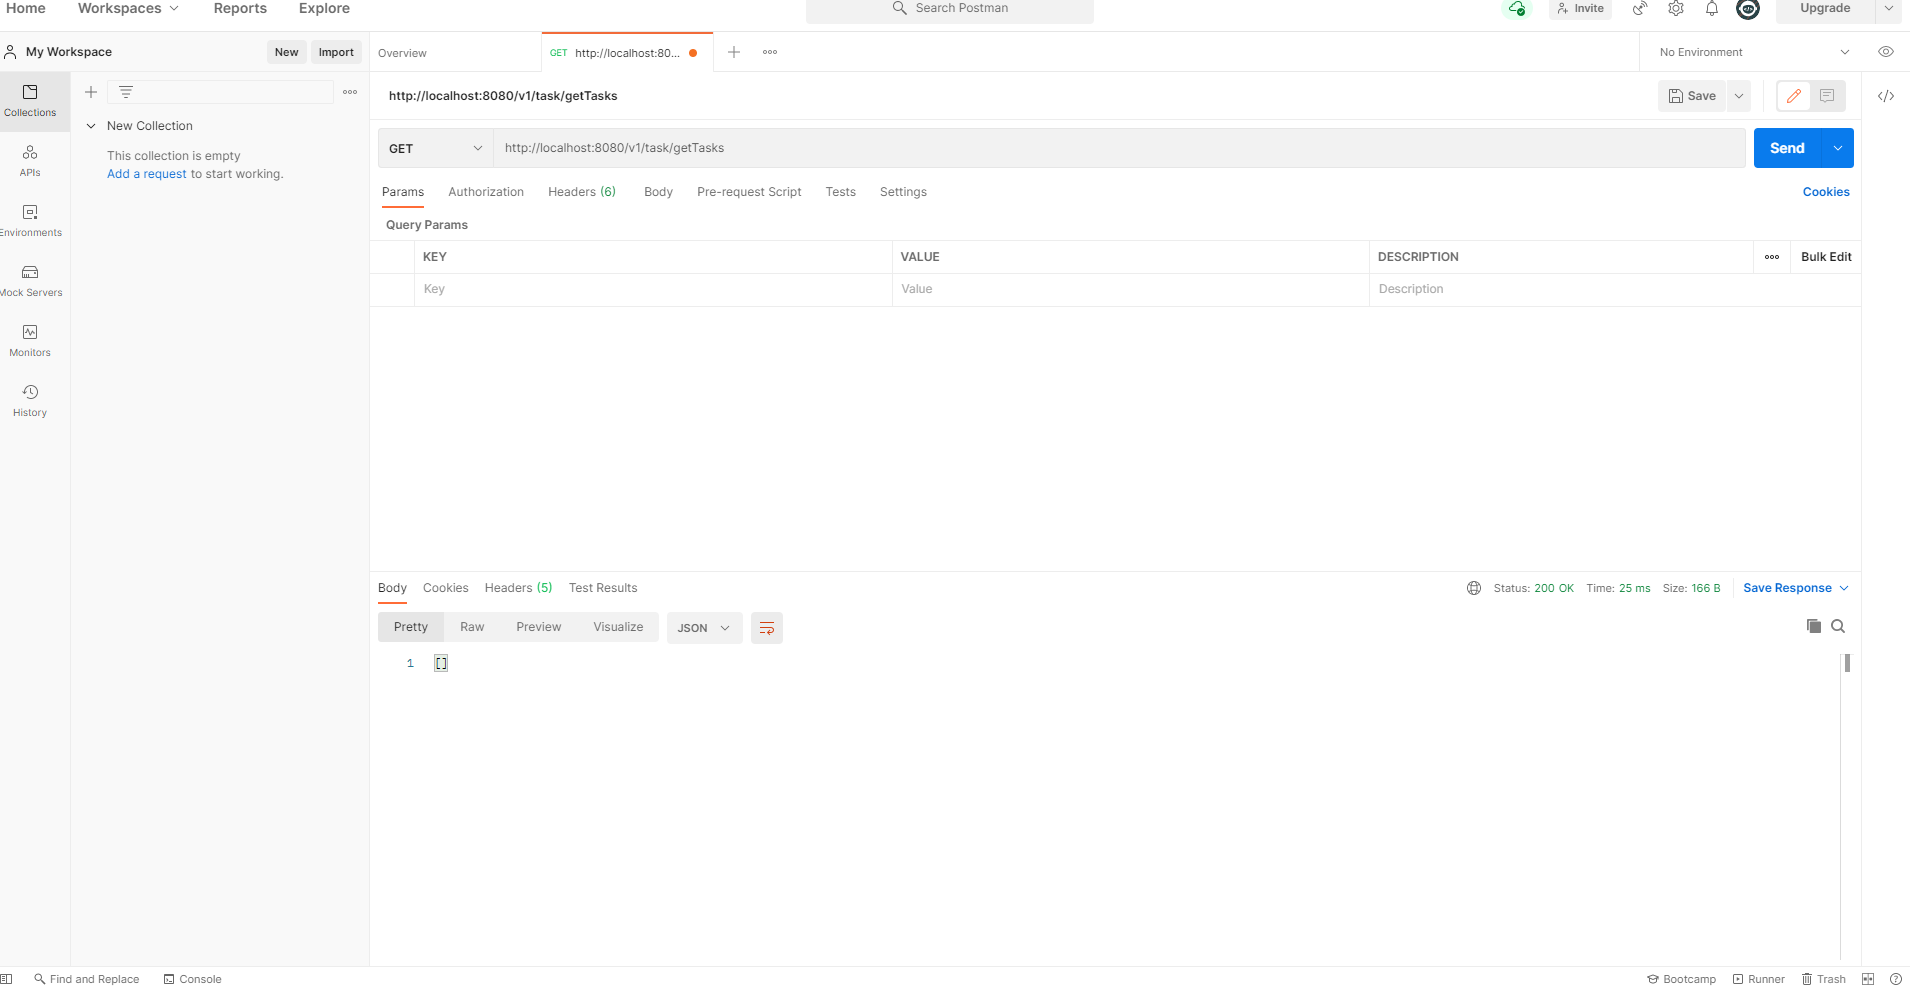 Home Workspaces Reports Explore Search Postman Invite Upgrade
My Workspace New Import Overview GET http://localhost:80... No Environment
Collections
APIs
Environments
Mock Servers
Monitors
History
New Collection
This collection is empty
Add a request to start working.
http://localhost:8080/v1/task/getTasks Save
GET http://localhost:8080/v1/task/getTasks Send
Params Authorization Headers (6) Body Pre-request Script Tests Settings Cookies
Query Params
KEY VALUE DESCRIPTION Bulk Edit
Key Value Description
Body Cookies Headers (5) Test Results Status: 200 OK Time: 25 ms Size: 166 B Save Response
Pretty Raw Preview Visualize JSON
1 []
Find and Replace Console Bootcamp Runner Trash